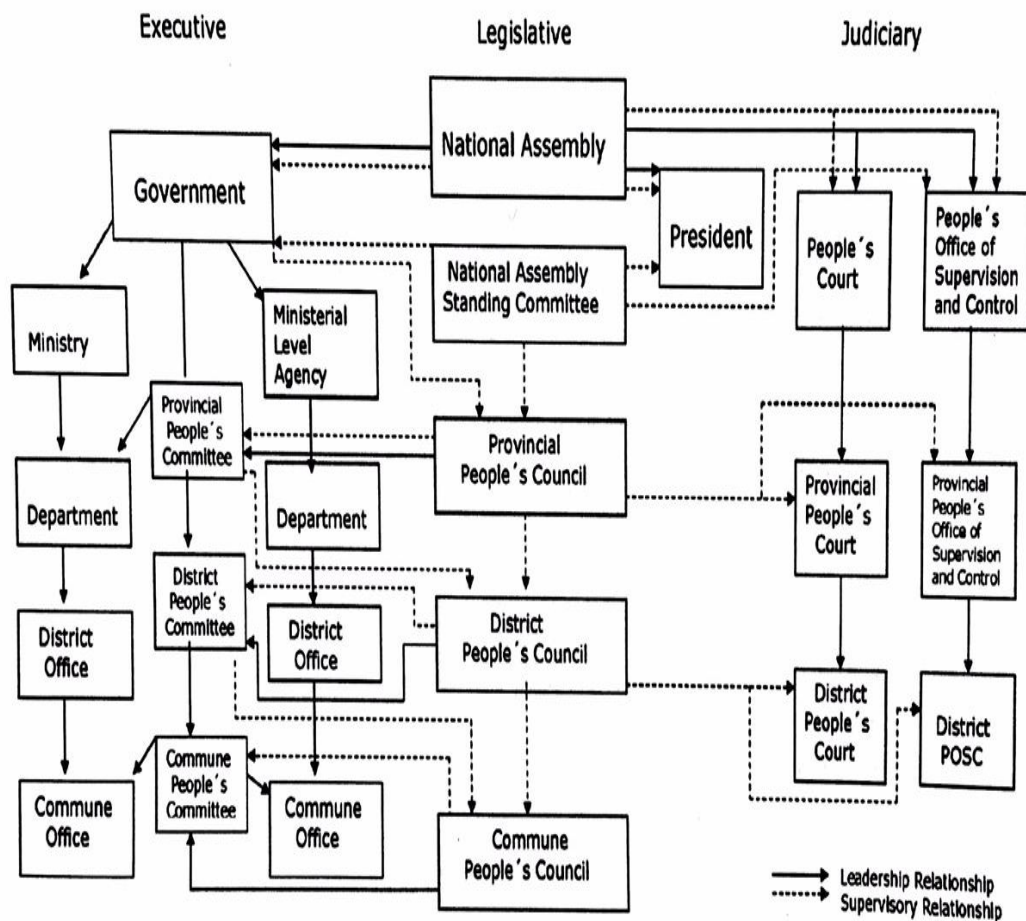 Executive
Legislative
Judiciary
National Assembly
Government
President
People´s
Court
People´s
Office of
Supervision
and Control
National Assembly
Standing Committee
Ministry
Ministerial
Level
Agency
Provincial
People´s
Committee
Provincial
People´s Council
Department
Department
Provincial
People´s
Court
Provincial
People´s
Office of
Supervision
and Control
District
People´s
Committee
District
Office
District
Office
District
People´s Council
District
People´s
Court
District
POSC
Commune
Office
Commune
People´s
Committee
Commune
Office
Commune
People´s Council
Leadership Relationship
Supervisory Relationship